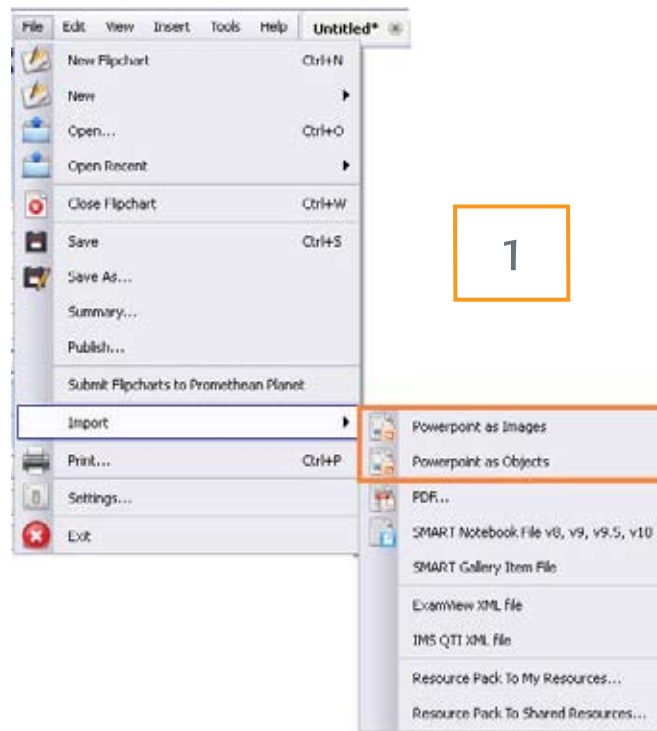 File Edit View Insert Tools Help Untitled*
New Flipchart Ctrl+N
New
Open... Ctrl+O
Open Recent
Close Flipchart Ctrl+W
Save Ctrl+S
Save As...
Summary...
Publish...
Submit Flipcharts to Promethean Planet
Import
Print... Ctrl+P
Settings...
Exit
1
Powerpoint as Images
Powerpoint as Objects
PDF...
SMART Notebook File v8, v9, v9.5, v10
SMART Gallery Item File
ExamView XML file
IMS QTI XML file
Resource Pack To My Resources...
Resource Pack To Shared Resources...